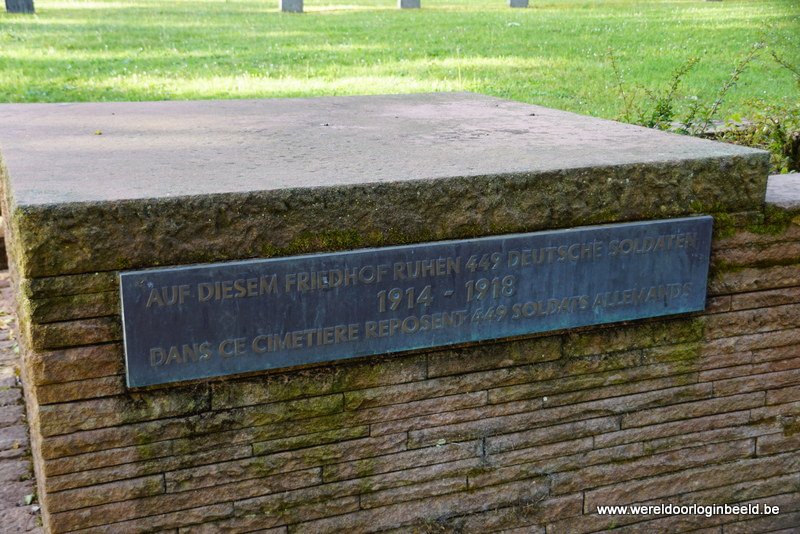 AUF DIESEM FRIEDHOF RUHEN 449 DEUTSCHE SOLDATEN
1914 - 1918
DANS CE CIMETIERE REPOSENT 449 SOLDATS ALLEMANDS
www.wereldoorloginbeeld.be